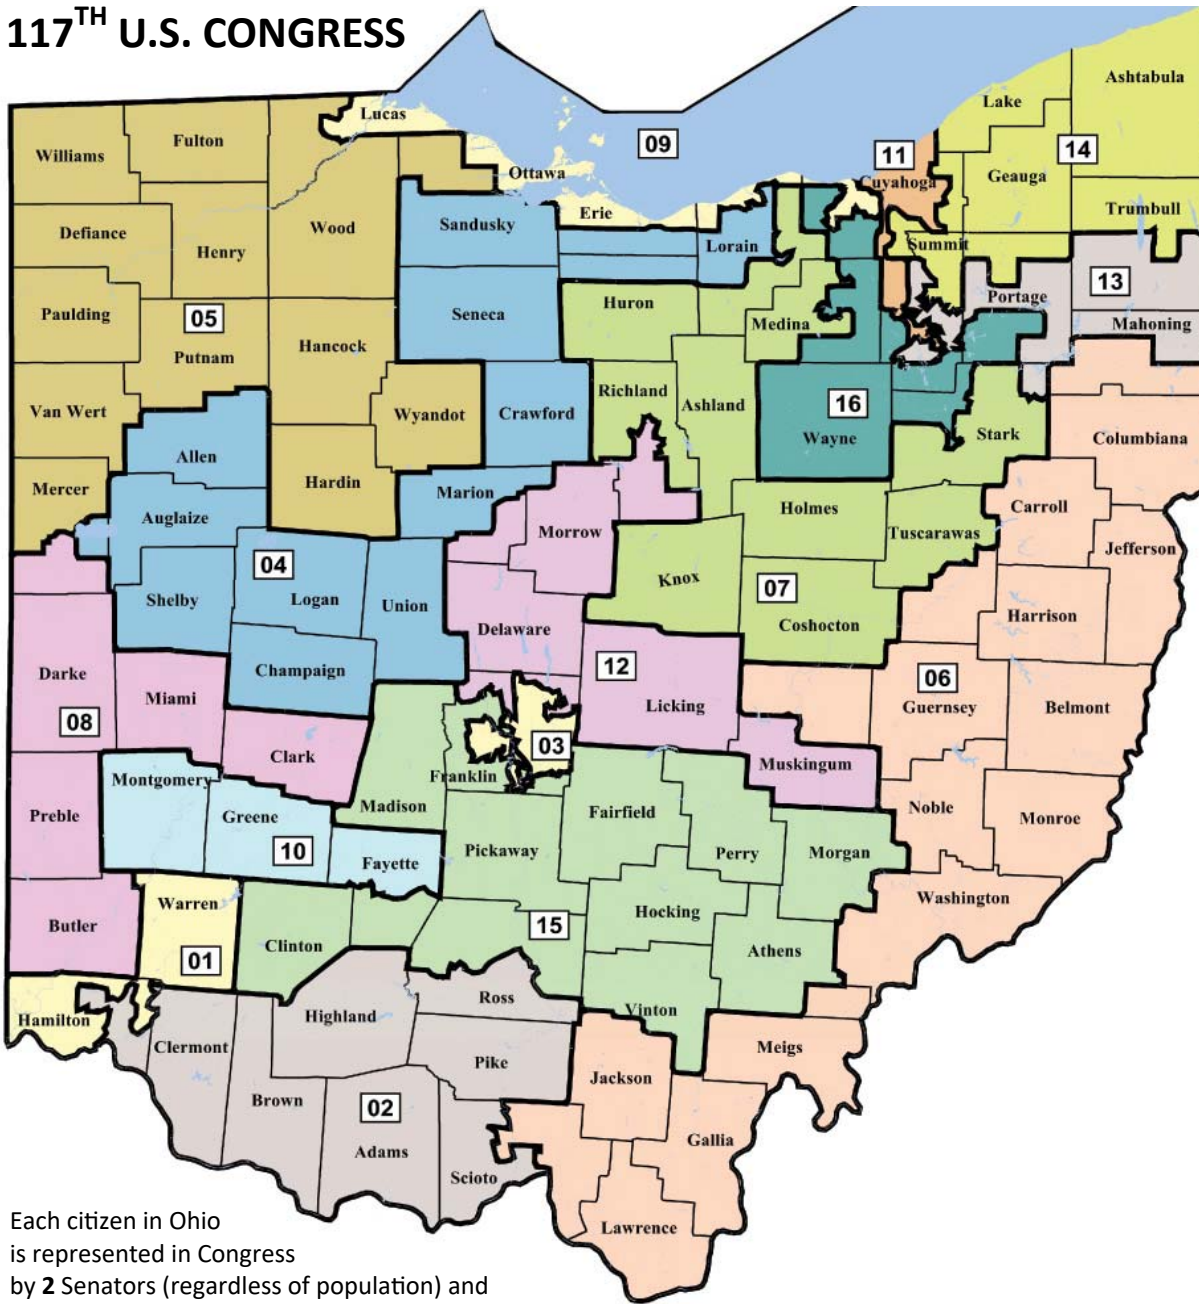 117TH U.S. CONGRESS
Ashtabula
Lake
Lucas
Fulton
09
11
14
Williams
Ottawa
Cuyahoga
Geauga
Erie
Trumbull
Defiance
Wood
Sandusky
Lorain
Summit
Henry
13
Paulding
05
Seneca
Huron
Medina
Portage
Mahoning
Putnam
Hancock
Van Wert
Wyandot
Crawford
Richland
Ashland
16
Wayne
Stark
Columbiana
Allen
Mercer
Hardin
Marion
Auglaize
Morrow
Holmes
Carroll
Tuscarawas
Jefferson
04
Knox
07
Shelby
Logan
Union
Delaware
Coshocton
Harrison
Darke
Champaign
12
06
Miami
Licking
Guernsey
Belmont
08
03
Clark
Montgomery
Franklin
Muskingum
Preble
Greene
Madison
Fairfield
Noble
Monroe
10
Fayette
Pickaway
Perry
Morgan
Warren
Washington
Butler
Hocking
15
Clinton
Athens
01
Hamilton
Ross
Highland
Vinton
Clermont
Pike
Meigs
Jackson
Brown
02
Adams
Gallia
Scioto
Lawrence
Each citizen in Ohio
is represented in Congress
by 2 Senators (regardless of population) and